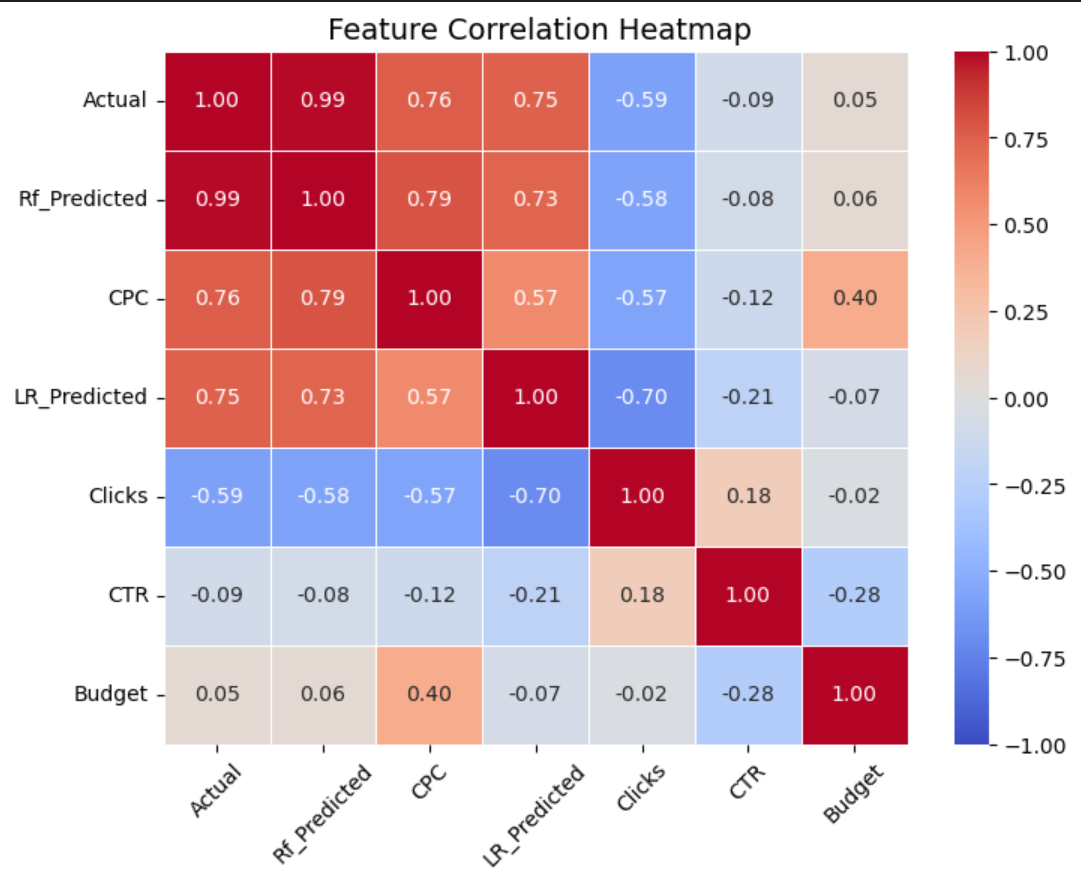 Feature Correlation Heatmap
Actual 1.00 0.99 0.76 0.75 -0.59 -0.09 0.05
Rf_Predicted 0.99 1.00 0.79 0.73 -0.58 -0.08 0.06
CPC 0.76 0.79 1.00 0.57 -0.57 -0.12 0.40
LR_Predicted 0.75 0.73 0.57 1.00 -0.70 -0.21 -0.07
Clicks -0.59 -0.58 -0.57 -0.70 1.00 0.18 -0.02
CTR -0.09 -0.08 -0.12 -0.21 0.18 1.00 -0.28
Budget 0.05 0.06 0.40 -0.07 -0.02 -0.28 1.00
Actual Rf_Predicted CPC LR_Predicted Clicks CTR Budget
1.00
0.75
0.50
0.25
0.00
−0.25
−0.50
−0.75
−1.00